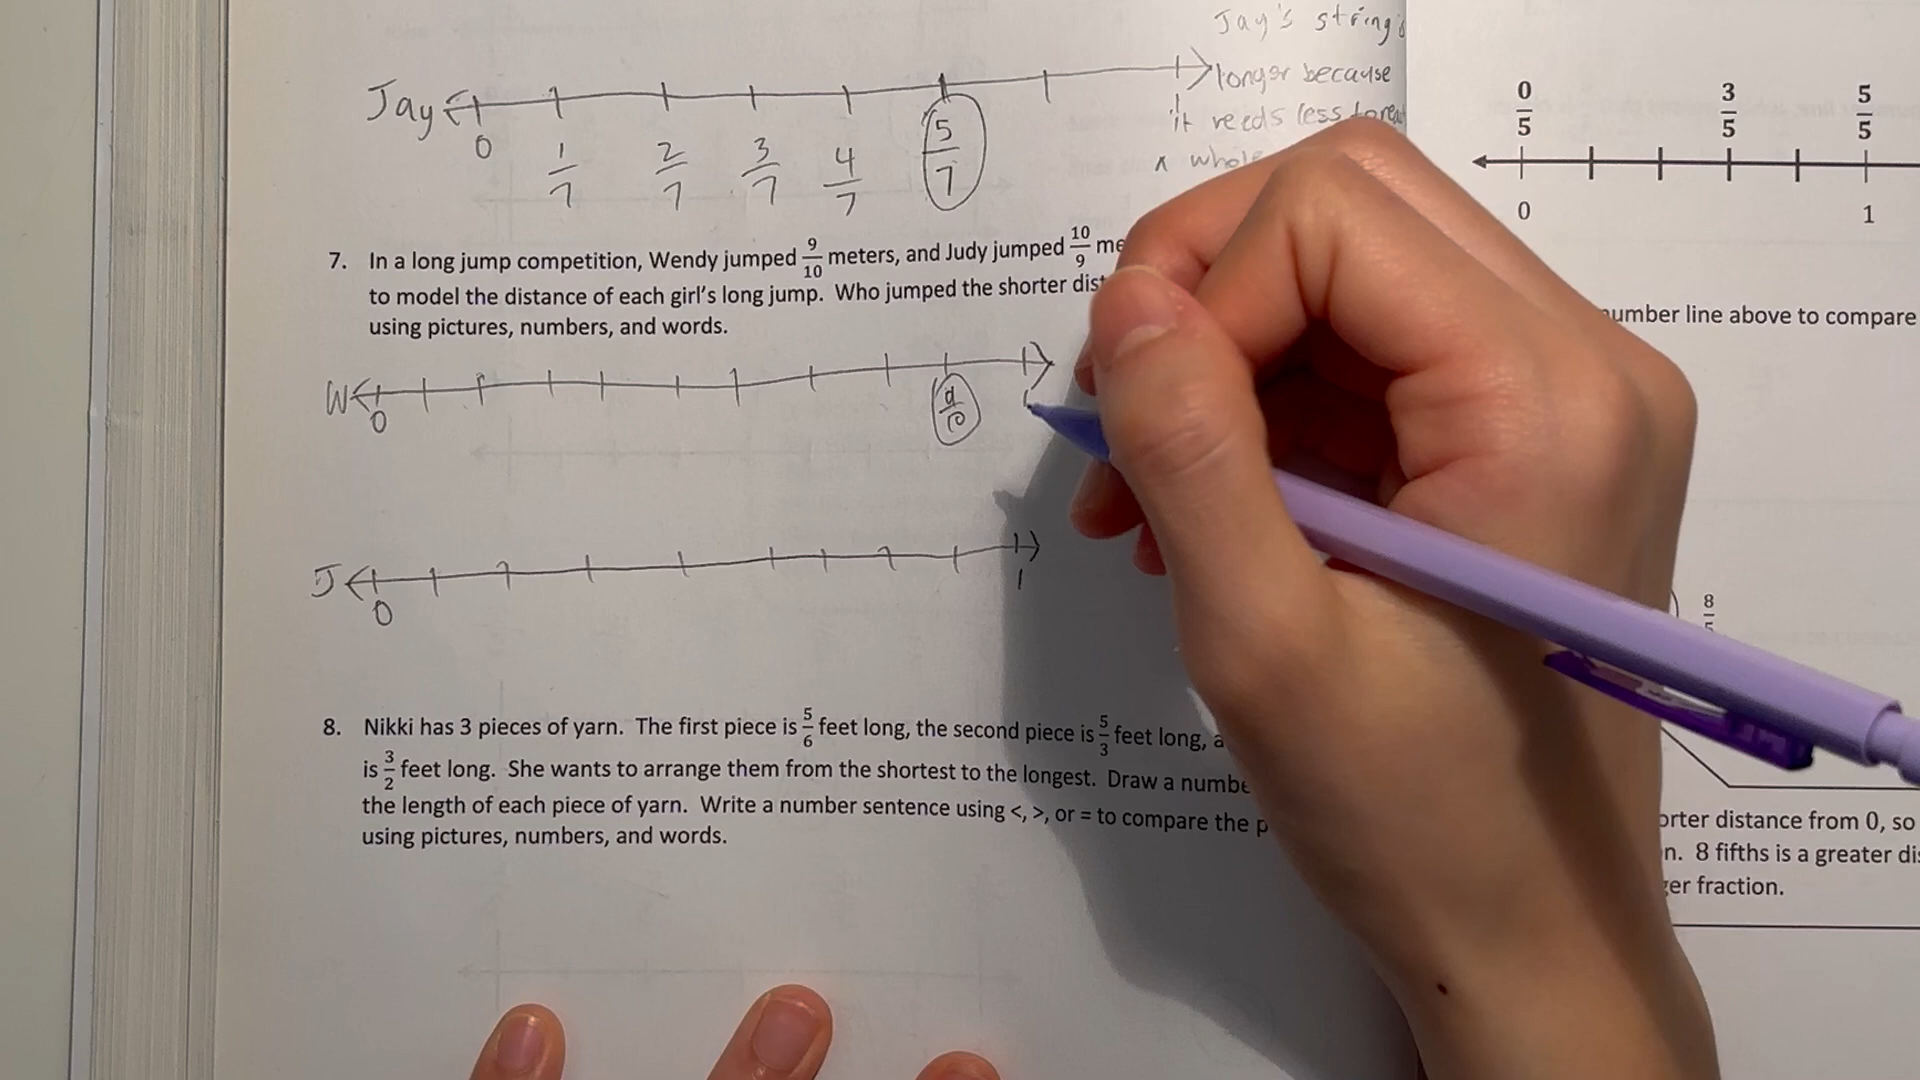 Jay's string's
Jay
longer because
it needs less to reach
a whole
0 1/7 2/7 3/7 4/7 5/7 1
7. In a long jump competition, Wendy jumped 9/10 meters, and Judy jumped 10/9 me
to model the distance of each girl's long jump. Who jumped the shorter dist
using pictures, numbers, and words.
W
0 9/10
J
0 1
8. Nikki has 3 pieces of yarn. The first piece is 5/6 feet long, the second piece is 5/3 feet long, a
is 3/2 feet long. She wants to arrange them from the shortest to the longest. Draw a numbe
the length of each piece of yarn. Write a number sentence using <, >, or = to compare the p
using pictures, numbers, and words.
0/5 3/5 5/5
0 1
umber line above to compare
8/5
orter distance from 0, so
n. 8 fifths is a greater dis
ger fraction.